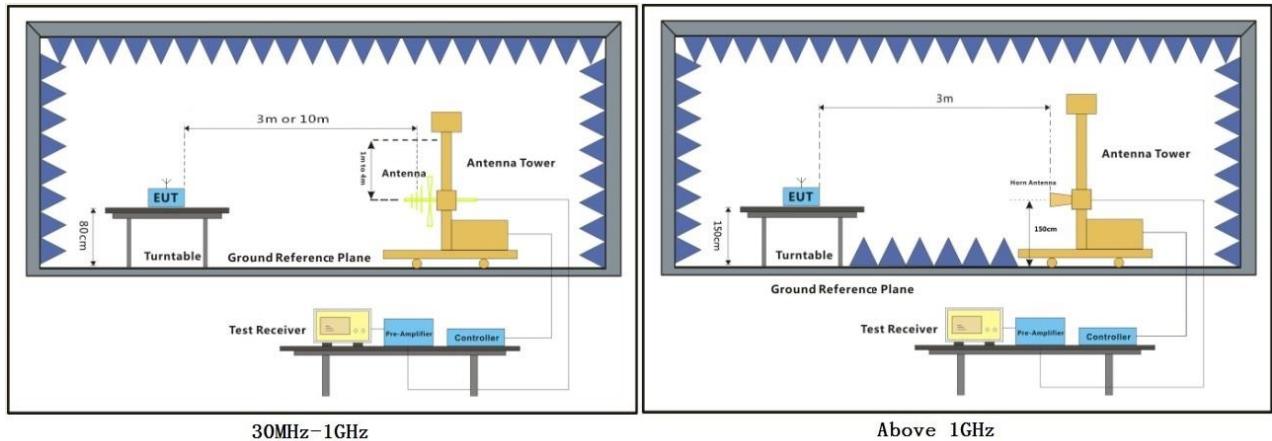 3m or 10m
1m to 4m
Antenna
Antenna Tower
EUT
80cm
Turntable
Ground Reference Plane
Test Receiver
Pre-Amplifier
Controller
30MHz-1GHz
3m
Antenna Tower
Horn Antenna
EUT
150cm
150cm
Turntable
Ground Reference Plane
Test Receiver
Pre-Amplifier
Controller
Above 1GHz